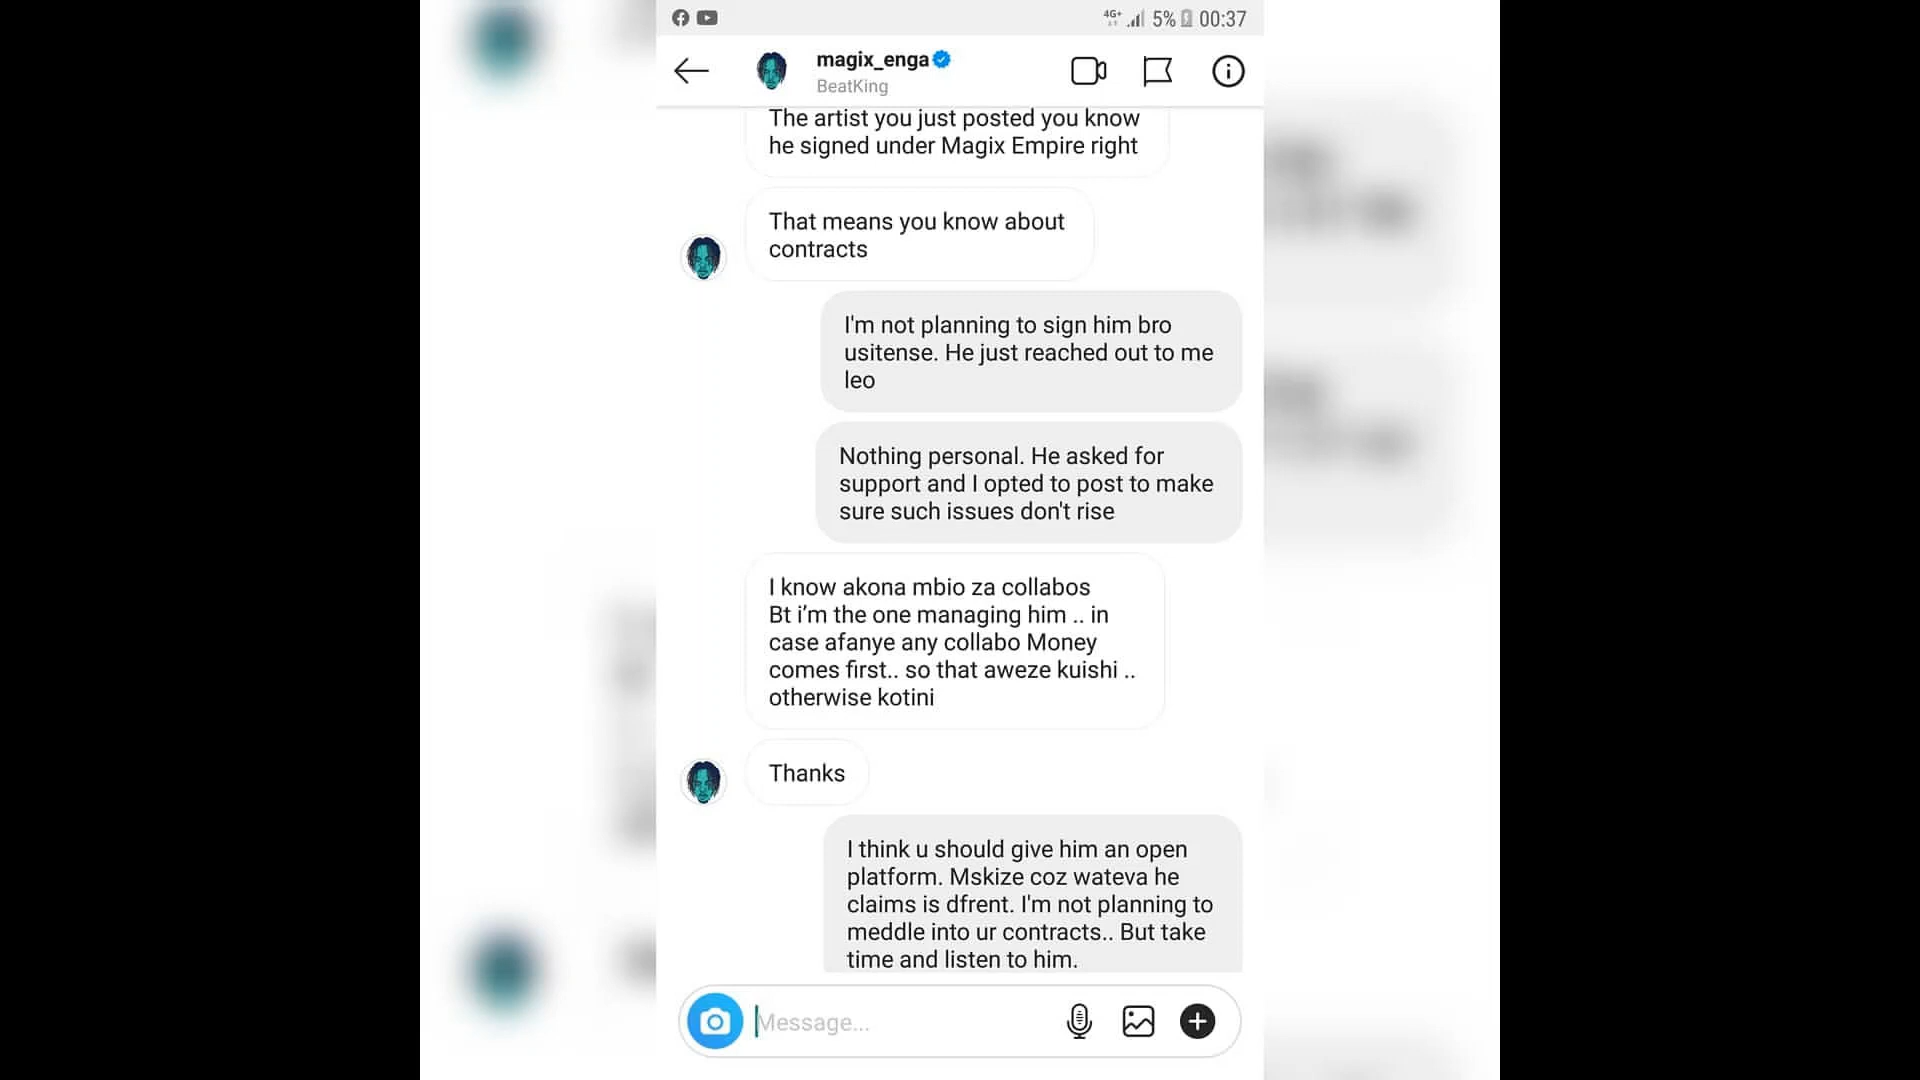 4G+ 5% 00:37
magix_enga
BeatKing
The artist you just posted you know
he signed under Magix Empire right
That means you know about
contracts
I'm not planning to sign him bro
usitense. He just reached out to me
leo
Nothing personal. He asked for
support and I opted to post to make
sure such issues don't rise
I know akona mbio za collabos
Bt i’m the one managing him .. in
case afanye any collabo Money
comes first.. so that aweze kuishi ..
otherwise kotini
Thanks
I think u should give him an open
platform. Mskize coz wateva he
claims is dfrent. I'm not planning to
meddle into ur contracts.. But take
time and listen to him.
Message...